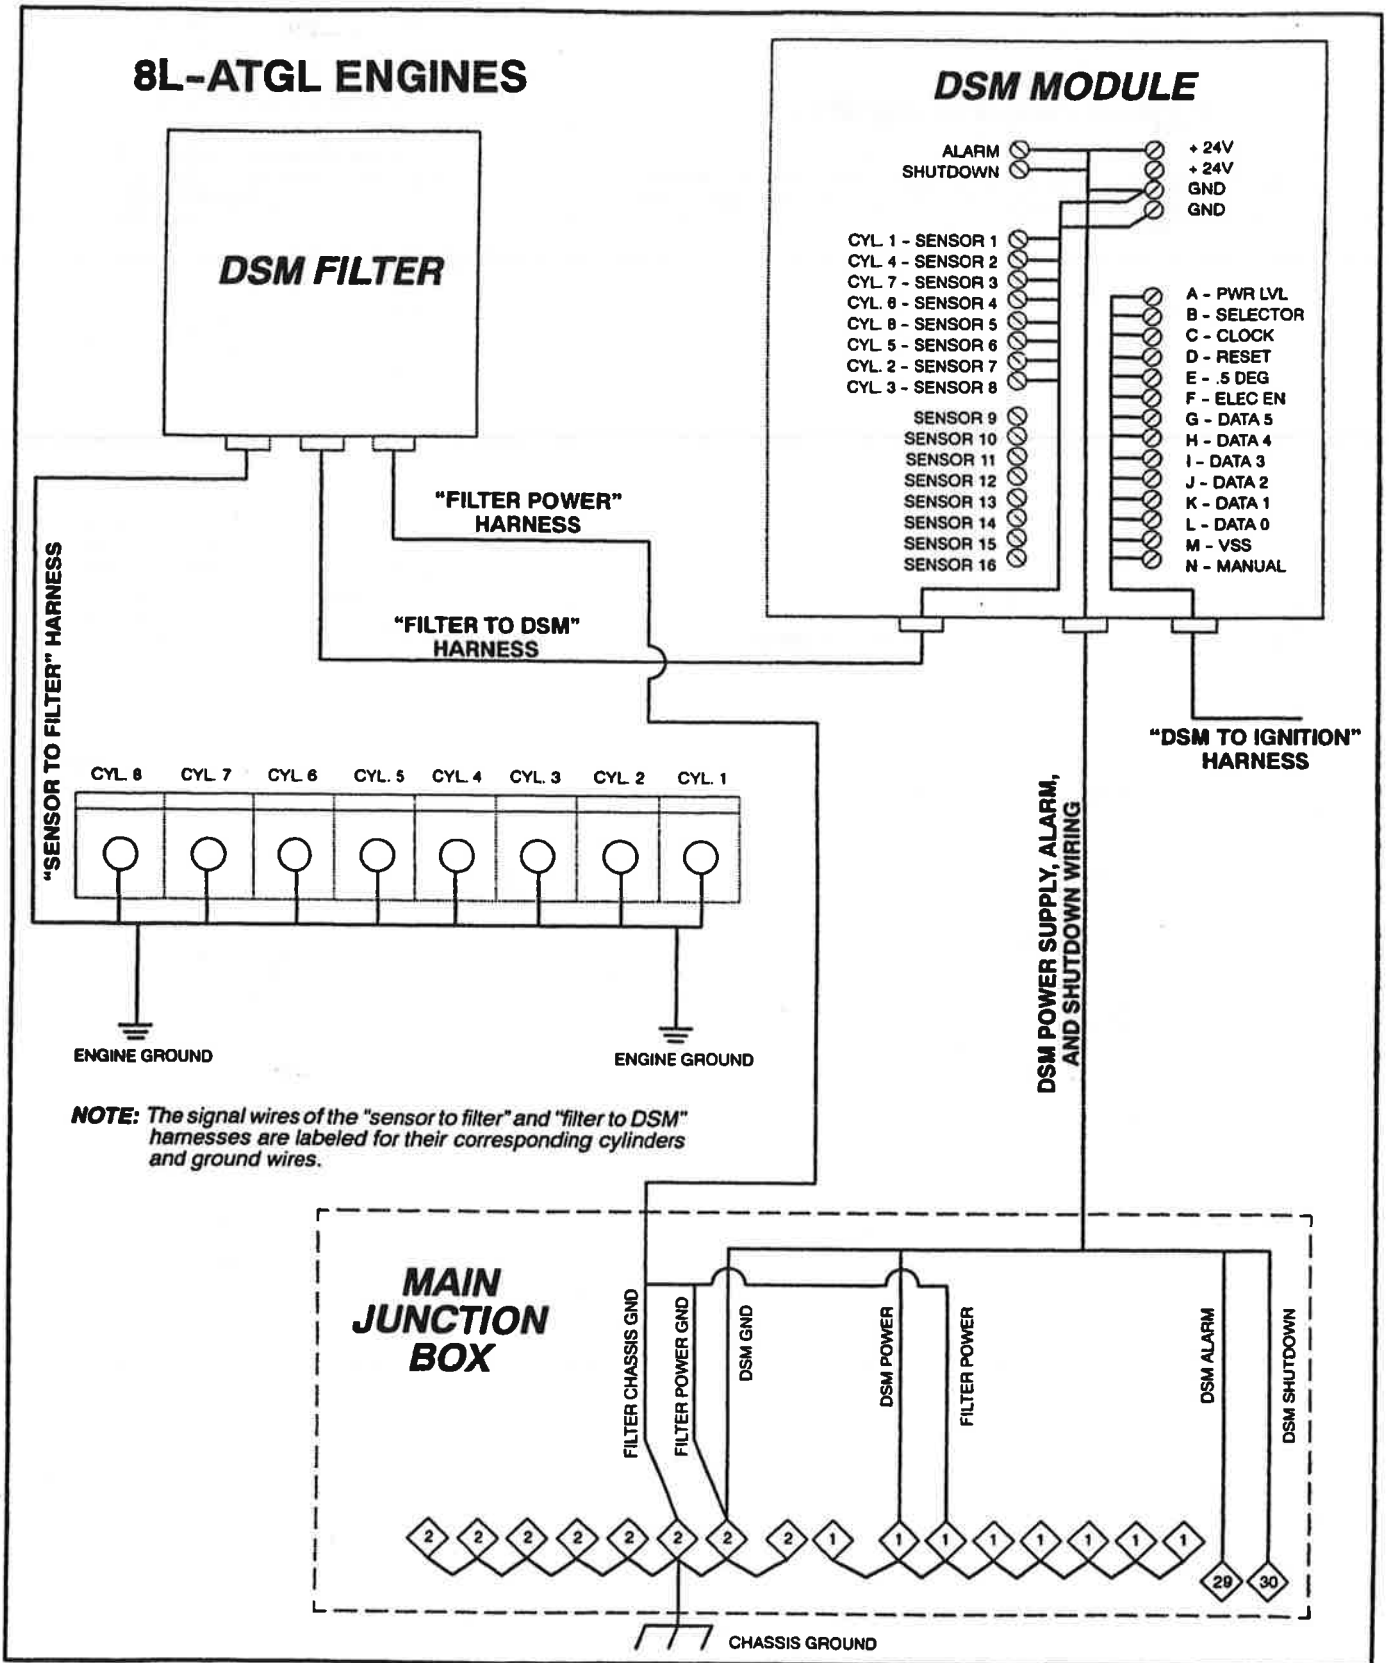 8L-ATGL ENGINES
DSM FILTER
DSM MODULE
ALARM
SHUTDOWN
+ 24V
+ 24V
GND
GND
CYL. 1 - SENSOR 1
CYL. 4 - SENSOR 2
CYL. 7 - SENSOR 3
CYL. 6 - SENSOR 4
CYL. 8 - SENSOR 5
CYL. 5 - SENSOR 6
CYL. 2 - SENSOR 7
CYL. 3 - SENSOR 8
SENSOR 9
SENSOR 10
SENSOR 11
SENSOR 12
SENSOR 13
SENSOR 14
SENSOR 15
SENSOR 16
A - PWR LVL
B - SELECTOR
C - CLOCK
D - RESET
E - .5 DEG
F - ELEC EN
G - DATA 5
H - DATA 4
I - DATA 3
J - DATA 2
K - DATA 1
L - DATA 0
M - VSS
N - MANUAL
"FILTER POWER"
HARNESS
"FILTER TO DSM"
HARNESS
"SENSOR TO FILTER" HARNESS
"DSM TO IGNITION"
HARNESS
CYL. 8 CYL. 7 CYL. 6 CYL. 5 CYL. 4 CYL. 3 CYL. 2 CYL. 1
DSM POWER SUPPLY, ALARM,
AND SHUTDOWN WIRING
ENGINE GROUND
ENGINE GROUND
NOTE: The signal wires of the "sensor to filter" and "filter to DSM"
harnesses are labeled for their corresponding cylinders
and ground wires.
MAIN
JUNCTION
BOX
FILTER CHASSIS GND
FILTER POWER GND
DSM GND
DSM POWER
FILTER POWER
DSM ALARM
DSM SHUTDOWN
2 2 2 2 2 2 2 2 1 1 1 1 1 1 1 1
29 30
CHASSIS GROUND